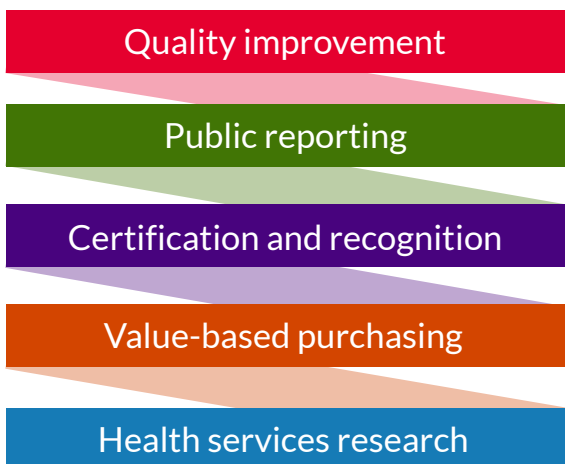 Quality improvement
Public reporting
Certification and recognition
Value-based purchasing
Health services research